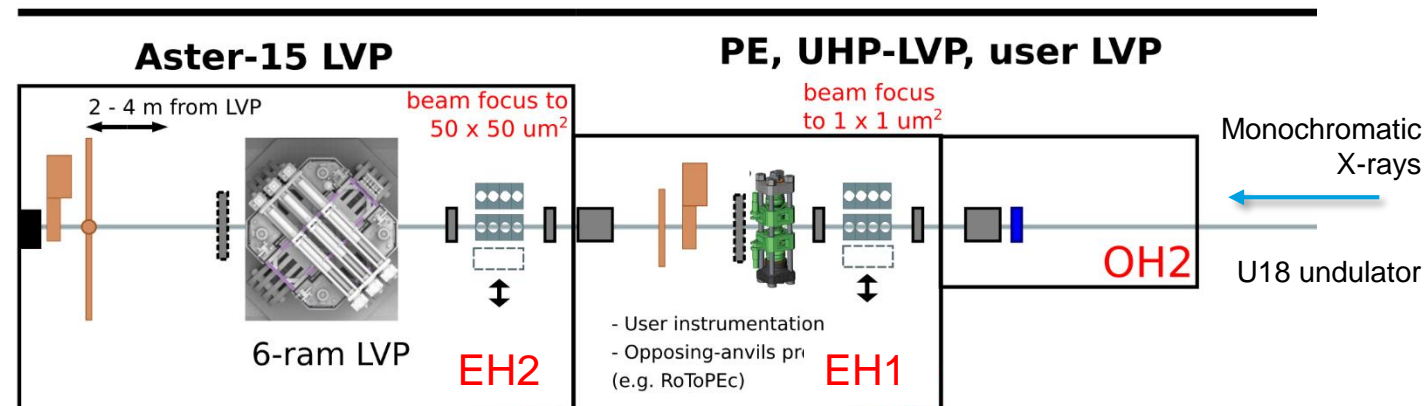 Aster-15 LVP
PE, UHP-LVP, user LVP
2 - 4 m from LVP
beam focus to
50 x 50 um²
beam focus
to 1 x 1 um²
Monochromatic
X-rays
OH2
U18 undulator
6-ram LVP
EH2
- User instrumentation
- Opposing-anvils
(e.g. RoToPEc)
EH1